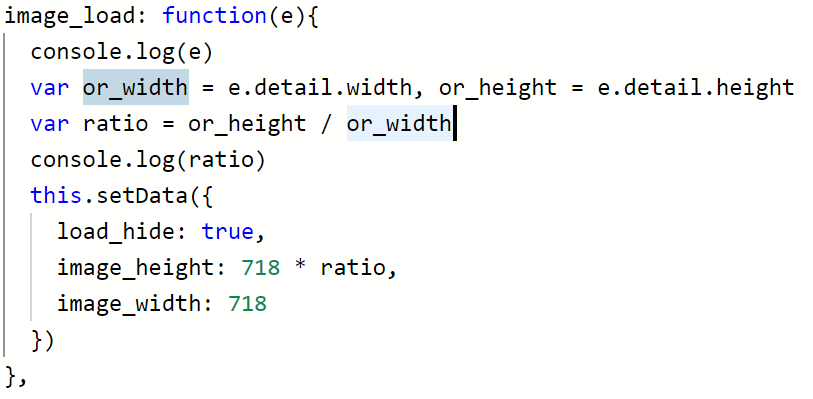 image_load: function(e){
console.log(e)
var or_width = e.detail.width, or_height = e.detail.height
var ratio = or_height / or_width
console.log(ratio)
this.setData({
load_hide: true,
image_height: 718 * ratio,
image_width: 718
})
},